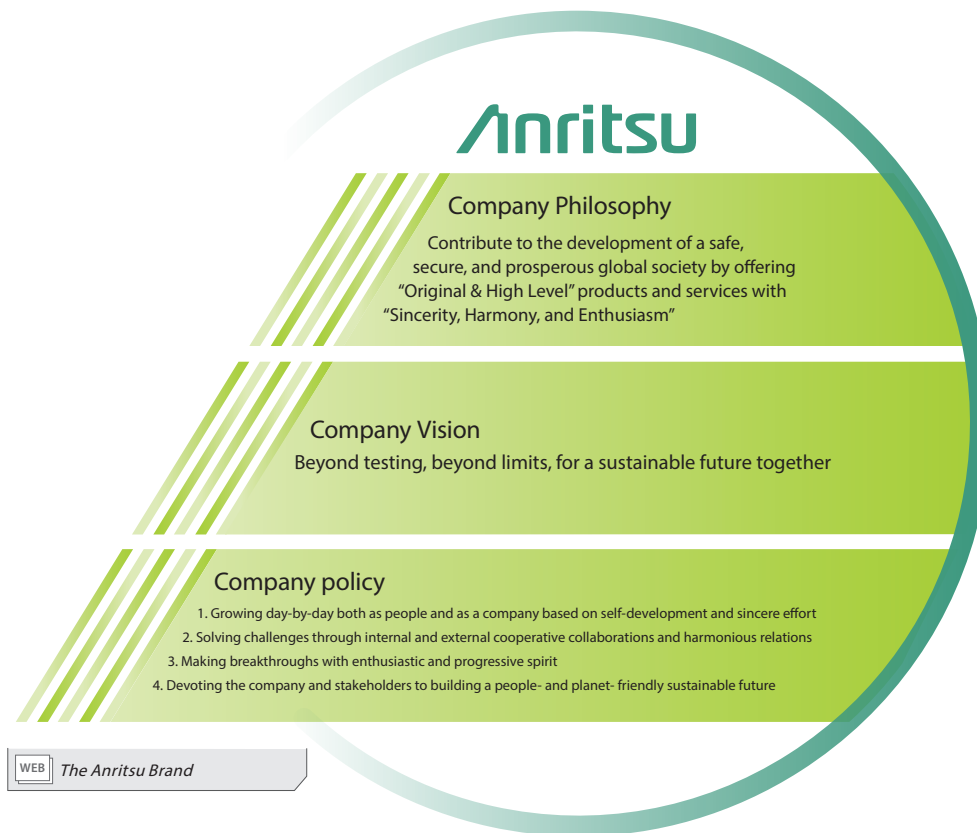 Anritsu
Company Philosophy
Contribute to the development of a safe,
secure, and prosperous global society by offering
“Original & High Level” products and services with
“Sincerity, Harmony, and Enthusiasm”
Company Vision
Beyond testing, beyond limits, for a sustainable future together
Company policy
1. Growing day-by-day both as people and as a company based on self-development and sincere effort
2. Solving challenges through internal and external cooperative collaborations and harmonious relations
3. Making breakthroughs with enthusiastic and progressive spirit
4. Devoting the company and stakeholders to building a people- and planet- friendly sustainable future
WEB The Anritsu Brand